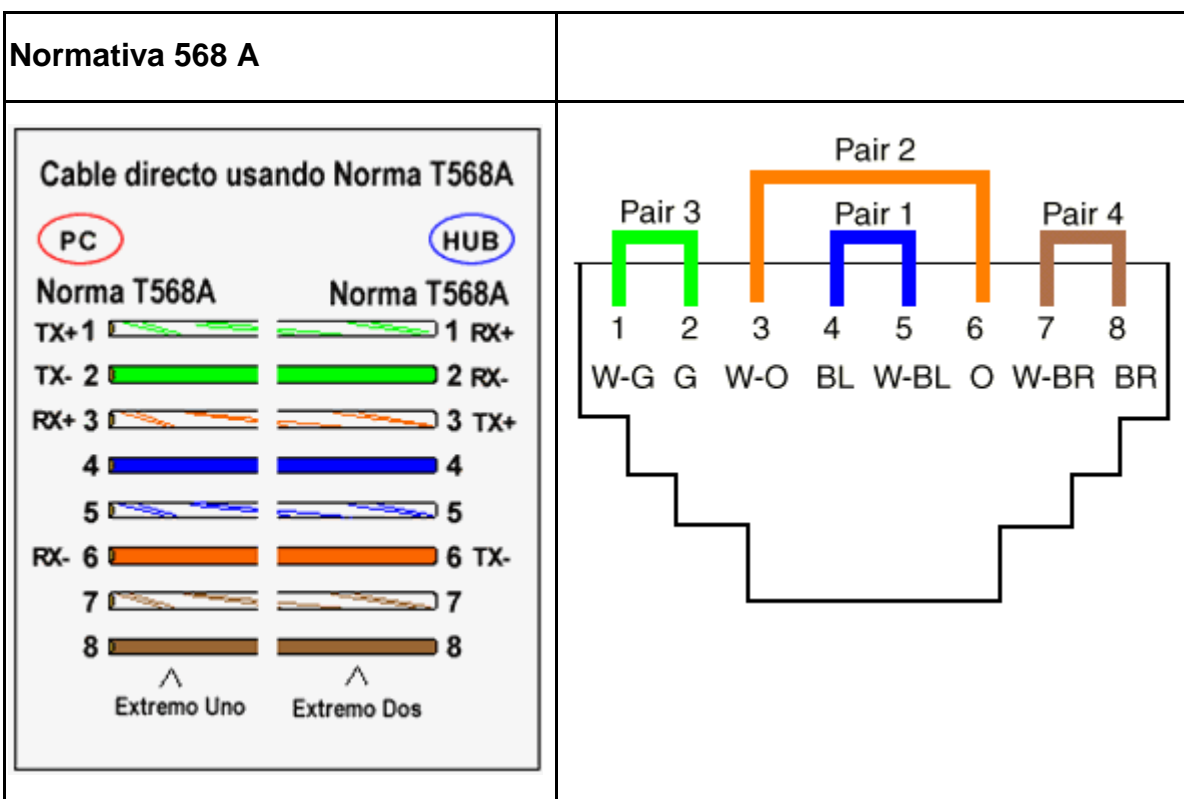 Normativa 568 A
Cable directo usando Norma T568A
PC HUB
Norma T568A Norma T568A
TX+ 1 1 RX+
TX- 2 2 RX-
RX+ 3 3 TX+
4 4
5 5
RX- 6 6 TX-
7 7
8 8
Extremo Uno Extremo Dos
Pair 2
Pair 3 Pair 1 Pair 4
1 2 3 4 5 6 7 8
W-G G W-O BL W-BL O W-BR BR